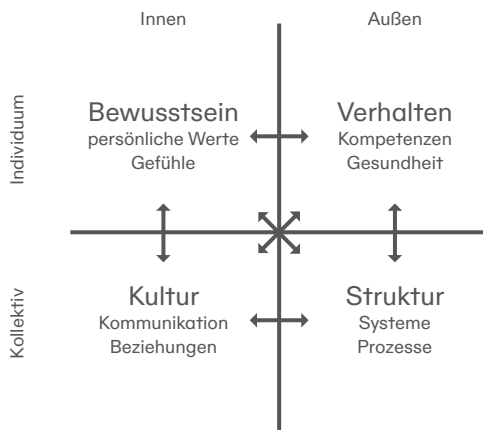 Innen
Außen
Individuum
Bewusstsein
persönliche Werte
Gefühle
Verhalten
Kompetenzen
Gesundheit
Kollektiv
Kultur
Kommunikation
Beziehungen
Struktur
Systeme
Prozesse